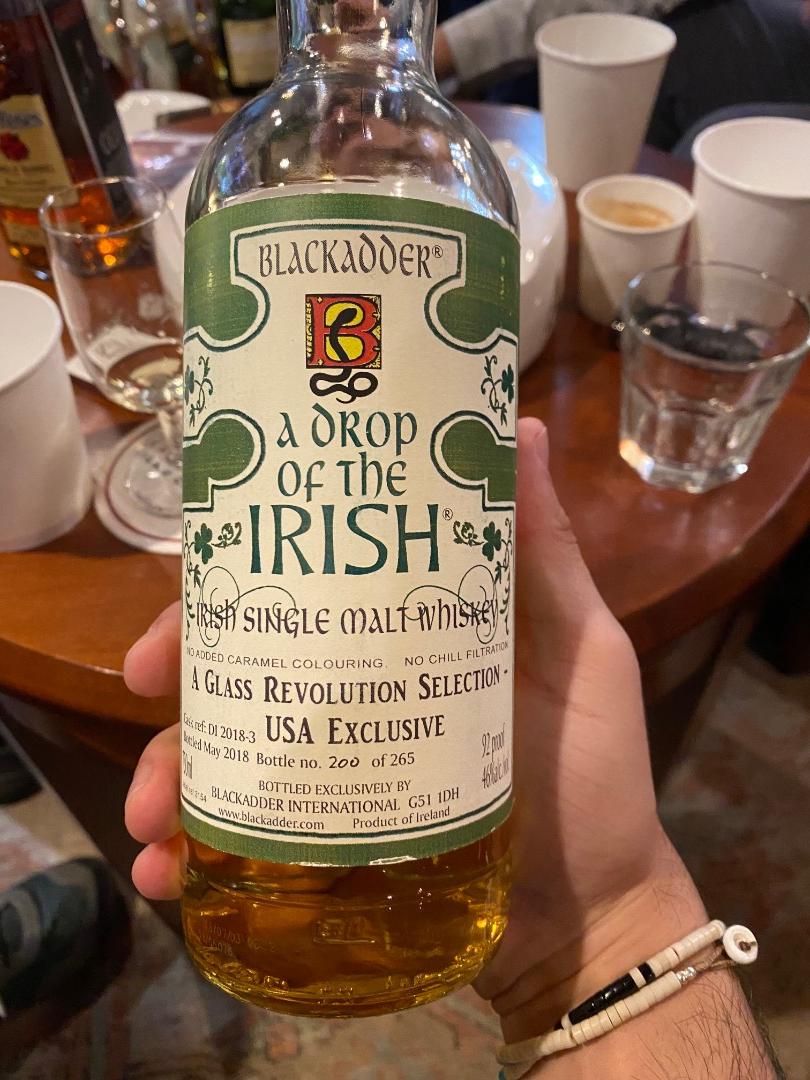 BLACKADDER®
B
A DROP
OF THE
IRISH®
IRISH SINGLE MALT WHISKEY
NO ADDED CARAMEL COLOURING. NO CHILL FILTRATION
A GLASS REVOLUTION SELECTION -
USA EXCLUSIVE
Cask ref: DI 2018-3
Bottled May 2018 Bottle no. 200 of 265
92 proof
46%alc/vol.
BOTTLED EXCLUSIVELY BY
BLACKADDER INTERNATIONAL G51 1DH
www.blackadder.com Product of Ireland